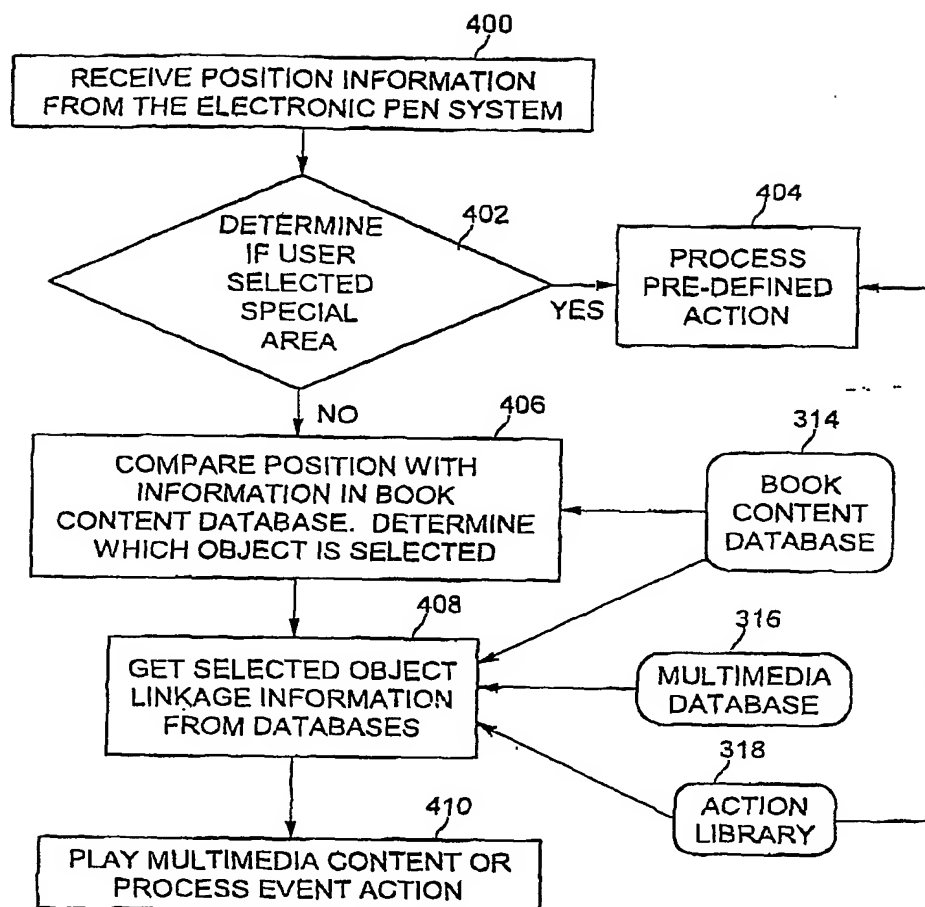 400
RECEIVE POSITION INFORMATION
FROM THE ELECTRONIC PEN SYSTEM
402
DETERMINE
IF USER
SELECTED
SPECIAL
AREA
YES
404
PROCESS
PRE-DEFINED
ACTION
NO
406
COMPARE POSITION WITH
INFORMATION IN BOOK
CONTENT DATABASE. DETERMINE
WHICH OBJECT IS SELECTED
314
BOOK
CONTENT
DATABASE
408
GET SELECTED OBJECT
LINKAGE INFORMATION
FROM DATABASES
316
MULTIMEDIA
DATABASE
318
ACTION
LIBRARY
410
PLAY MULTIMEDIA CONTENT OR
PROCESS EVENT ACTION